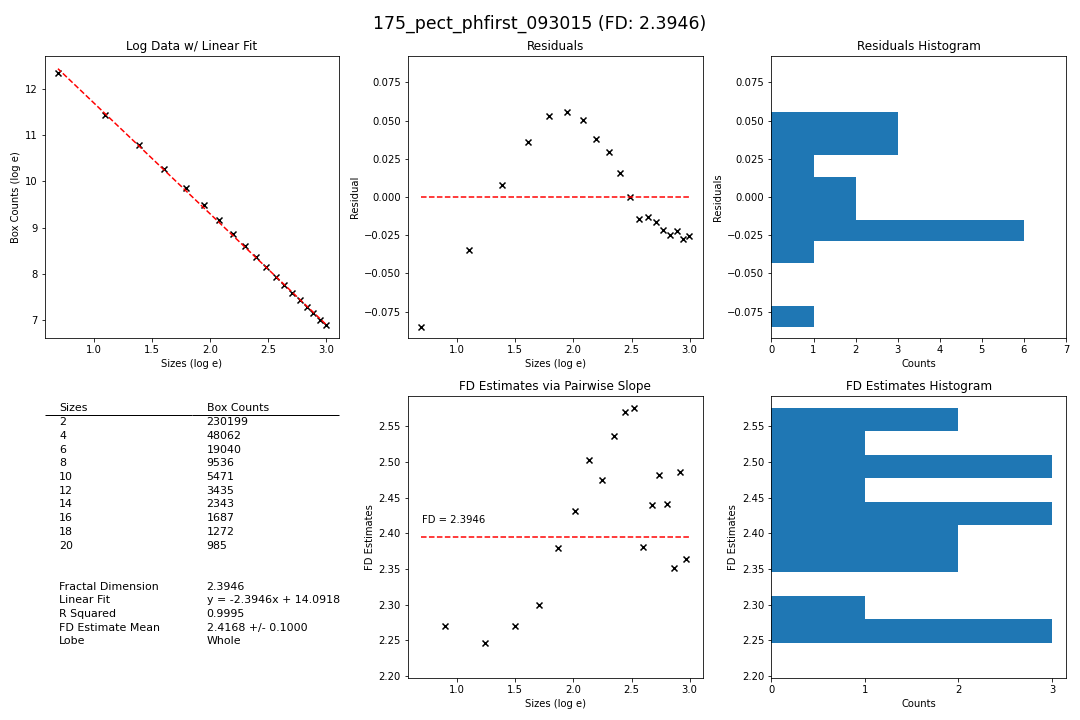 175_pect_phfirst_093015 (FD: 2.3946)
Log Data w/ Linear Fit
12
11
10
9
8
7
Box Counts (log e)
1.0 1.5 2.0 2.5 3.0
Sizes (log e)
Residuals
0.075
0.050
0.025
0.000
−0.025
−0.050
−0.075
Residual
1.0 1.5 2.0 2.5 3.0
Sizes (log e)
Residuals Histogram
0.075
0.050
0.025
0.000
−0.025
−0.050
−0.075
Residuals
0 1 2 3 4 5 6 7
Counts
Sizes Box Counts
2 230199
4 48062
6 19040
8 9536
10 5471
12 3435
14 2343
16 1687
18 1272
20 985
Fractal Dimension 2.3946
Linear Fit y = -2.3946x + 14.0918
R Squared 0.9995
FD Estimate Mean 2.4168 +/- 0.1000
Lobe Whole
FD Estimates via Pairwise Slope
2.55
2.50
2.45
2.40
2.35
2.30
2.25
2.20
FD Estimates
FD = 2.3946
1.0 1.5 2.0 2.5 3.0
Sizes (log e)
FD Estimates Histogram
2.55
2.50
2.45
2.40
2.35
2.30
2.25
2.20
FD Estimates
0 1 2 3
Counts